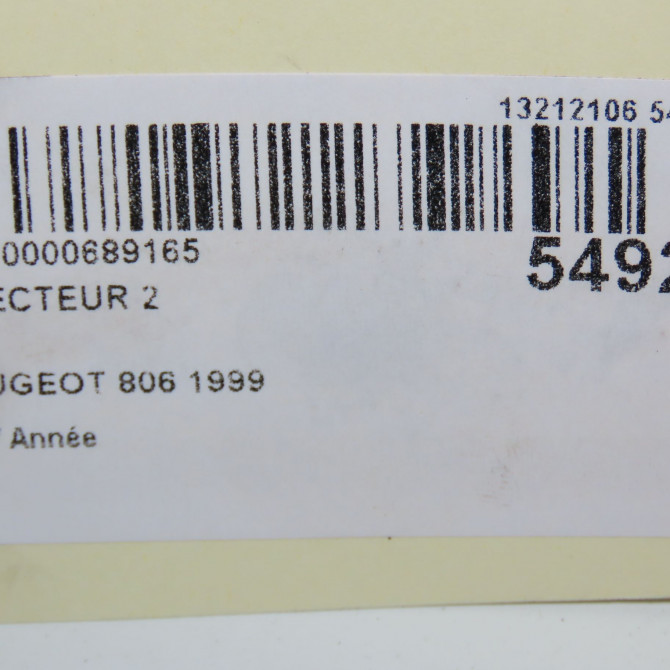 13212106 54
0000689165
5492
ECTEUR 2
UGEOT 806 1999
Année